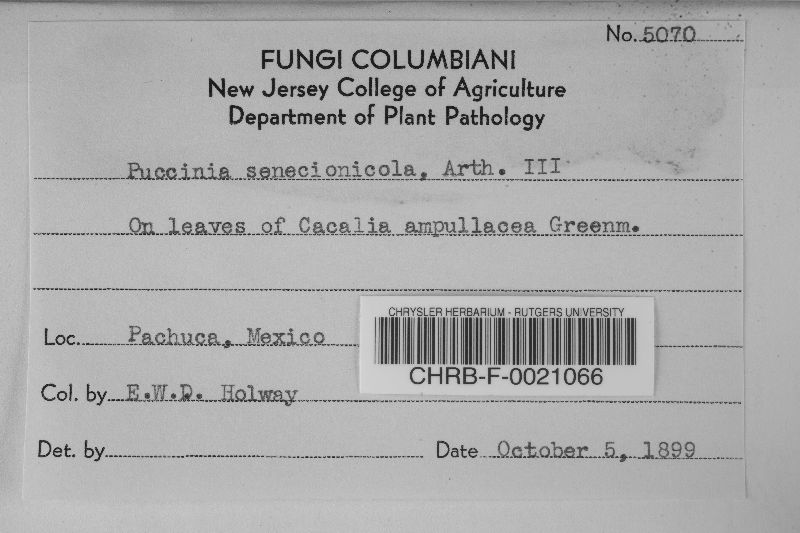 No. 5070
FUNGI COLUMBIANI
New Jersey College of Agriculture
Department of Plant Pathology
Puccinia senecionicola, Arth. III
On leaves of Cacalia ampullacea Greenm.
Loc. Pachuca, Mexico
CHRYSLER HERBARIUM - RUTGERS UNIVERSITY
CHRB-F-0021066
Col. by E.W.D. Holway
Det. by Date October 5, 1899